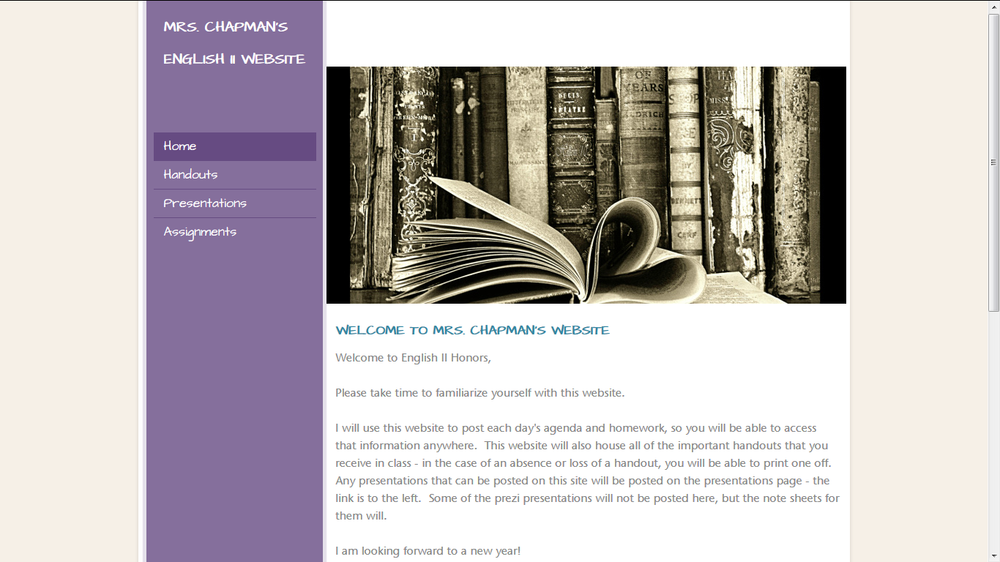 MRS. CHAPMAN'S
ENGLISH II WEBSITE
Home
Handouts
Presentations
Assignments
OF
YEARS
DUCIS.
THÉATRE
BENNETT
CERF
WELCOME TO MRS. CHAPMAN'S WEBSITE
Welcome to English II Honors,
Please take time to familiarize yourself with this website.
I will use this website to post each day's agenda and homework, so you will be able to access
that information anywhere.  This website will also house all of the important handouts that you
receive in class - in the case of an absence or loss of a handout, you will be able to print one off.
Any presentations that can be posted on this site will be posted on the presentations page - the
link is to the left.  Some of the prezi presentations will not be posted here, but the note sheets for
them will.
I am looking forward to a new year!